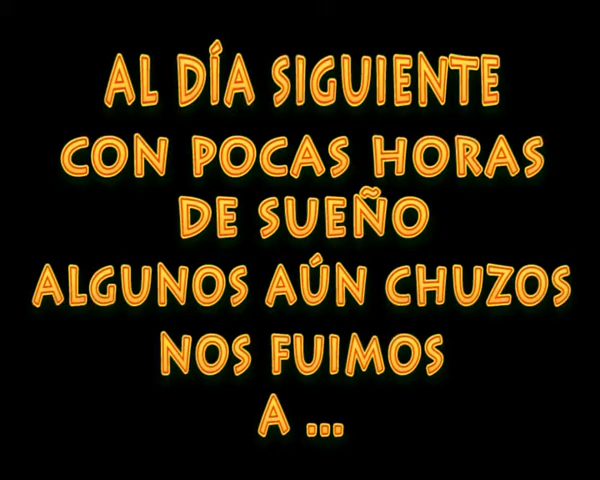 AL DÍA SIGUIENTE
CON POCAS HORAS
DE SUEÑO
ALGUNOS AÚN CHUZOS
NOS FUIMOS
A ...